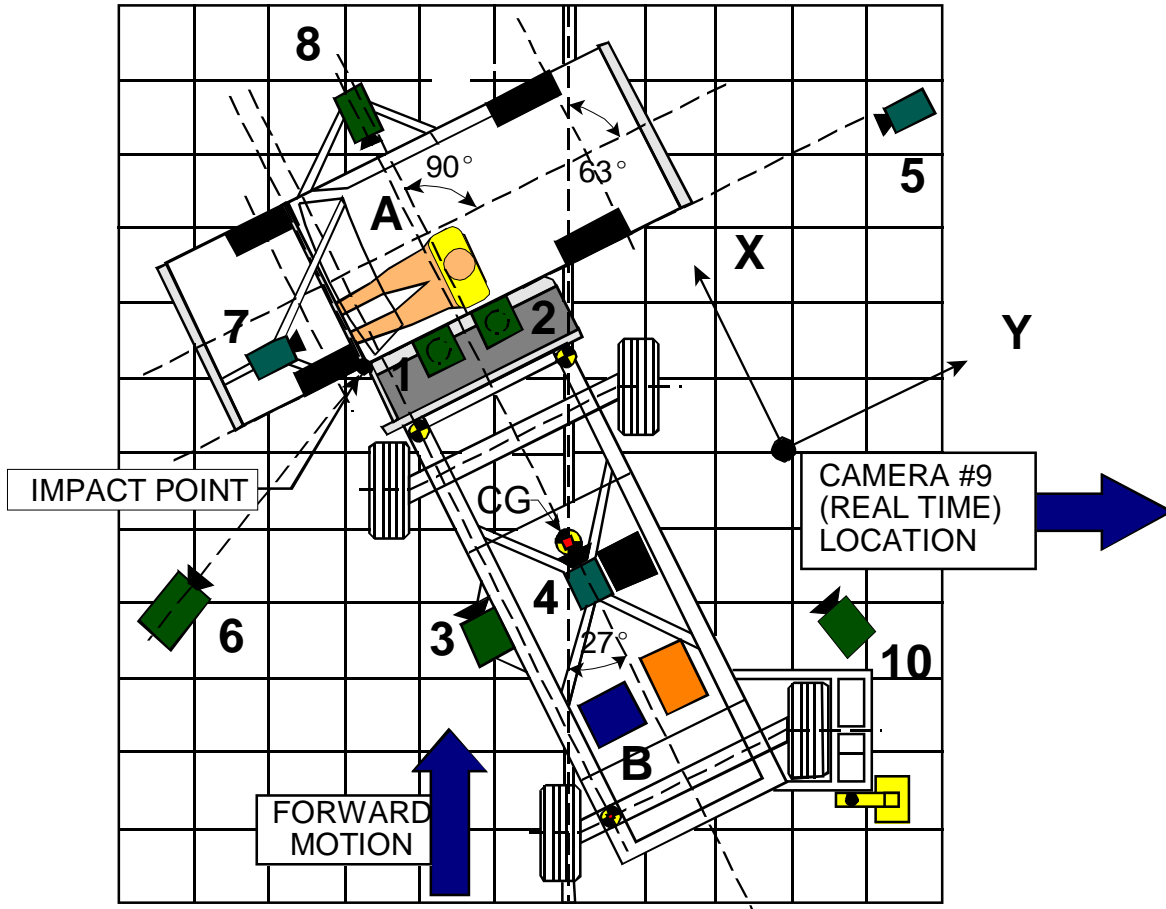 8
90°
63°
5
A
X
7
2
Y
1
IMPACT POINT
CG
CAMERA #9
(REAL TIME)
LOCATION
4
6
3
27°
10
B
FORWARD
MOTION